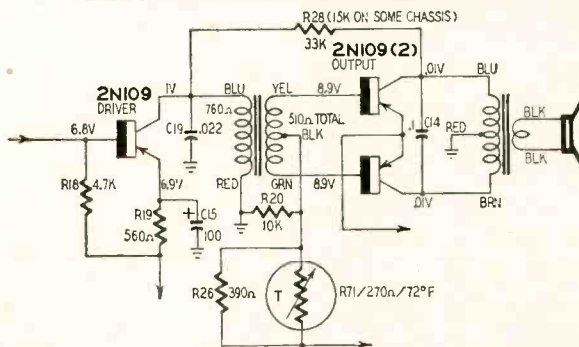 R28 (15K ON SOME CHASSIS)
33K
2N109 (2)
OUTPUT
2N109
DRIVER
1V
BLU
760Ω
YEL
8.9V
.01V
BLU
6.8V
C19
.022
510Ω TOTAL
BLK
.1
C14
RED
BLK
BLK
R18
4.7K
6.9V
RED
GRN
8.9V
.01V
BRN
R19
560Ω
+
C15
100
R20
10K
R26
390Ω
T
R71/270Ω/72°F